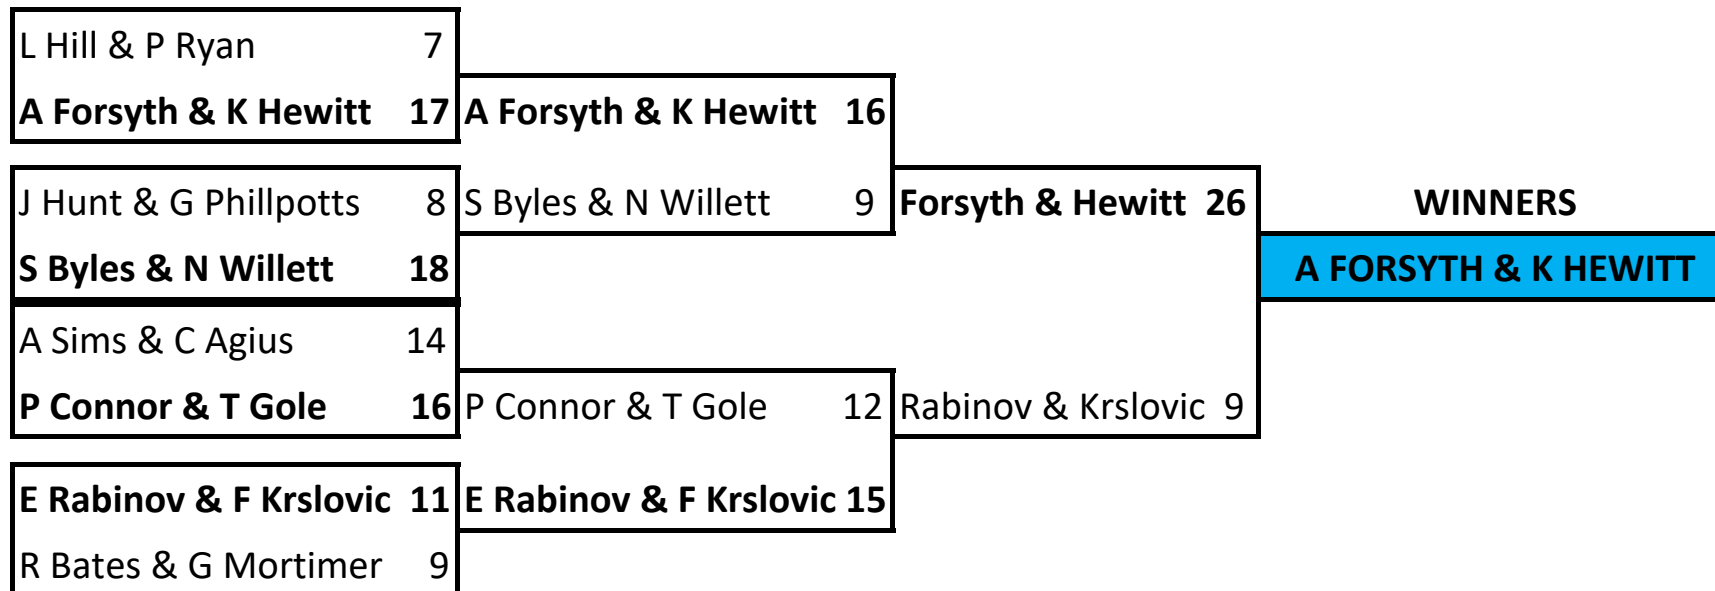 L Hill & P Ryan 7
A Forsyth & K Hewitt 17 A Forsyth & K Hewitt 16
J Hunt & G Phillpotts 8 S Byles & N Willett 9 Forsyth & Hewitt 26 WINNERS
S Byles & N Willett 18 A FORSYTH & K HEWITT
A Sims & C Agius 14
P Connor & T Gole 16 P Connor & T Gole 12 Rabinov & Krslovic 9
E Rabinov & F Krslovic 11 E Rabinov & F Krslovic 15
R Bates & G Mortimer 9